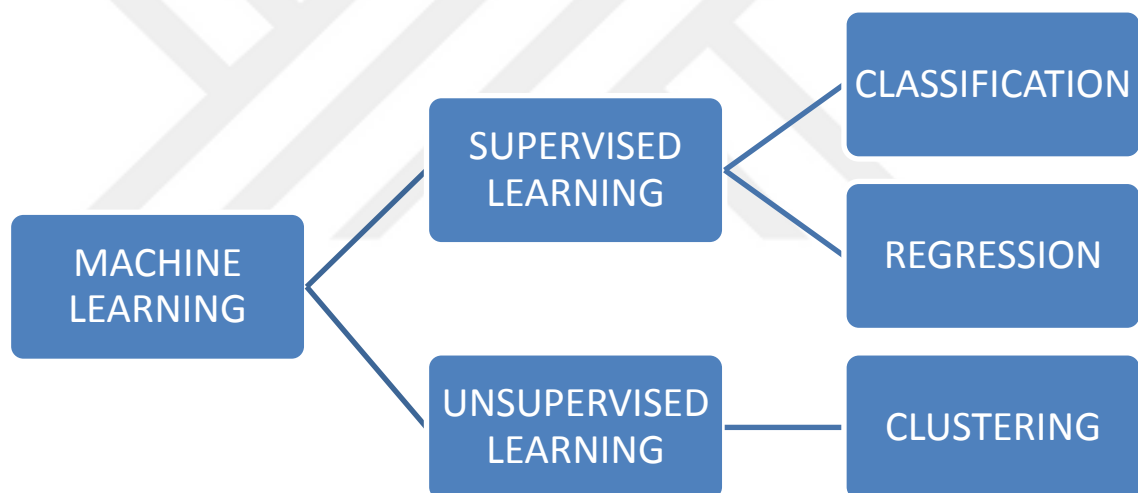 MACHINE
LEARNING
SUPERVISED
LEARNING
CLASSIFICATION
REGRESSION
UNSUPERVISED
LEARNING
CLUSTERING